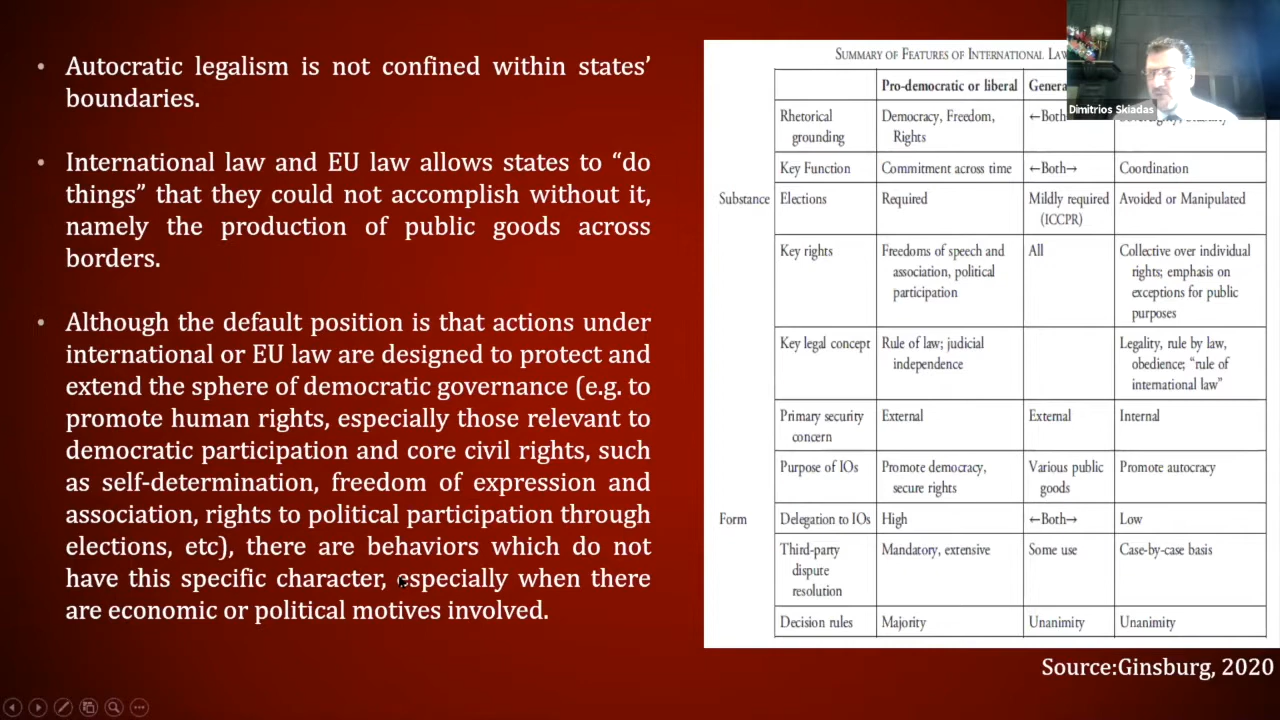 • Autocratic legalism is not confined within states’
boundaries.
• International law and EU law allows states to “do
things” that they could not accomplish without it,
namely the production of public goods across
borders.
• Although the default position is that actions under
international or EU law are designed to protect and
extend the sphere of democratic governance (e.g. to
promote human rights, especially those relevant to
democratic participation and core civil rights, such
as self-determination, freedom of expression and
association, rights to political participation through
elections, etc), there are behaviors which do not
have this specific character, especially when there
are economic or political motives involved.
SUMMARY OF FEATURES OF INTERNATIONAL
Pro-democratic or liberal
Dimitrios Skiadas
Rhetorical grounding Democracy, Freedom, Rights ←Both
Key Function Commitment across time ←Both→ Coordination
Substance Elections Required Mildly required (ICCPR) Avoided or Manipulated
Key rights Freedoms of speech and association, political participation All Collective over individual rights; emphasis on exceptions for public purposes
Key legal concept Rule of law; judicial independence Legality, rule by law, obedience; “rule of international law”
Primary security concern External External Internal
Purpose of IOs Promote democracy, secure rights Various public goods Promote autocracy
Form Delegation to IOs High ←Both→ Low
Third-party dispute resolution Mandatory, extensive Some use Case-by-case basis
Decision rules Majority Unanimity Unanimity
Source:Ginsburg, 2020